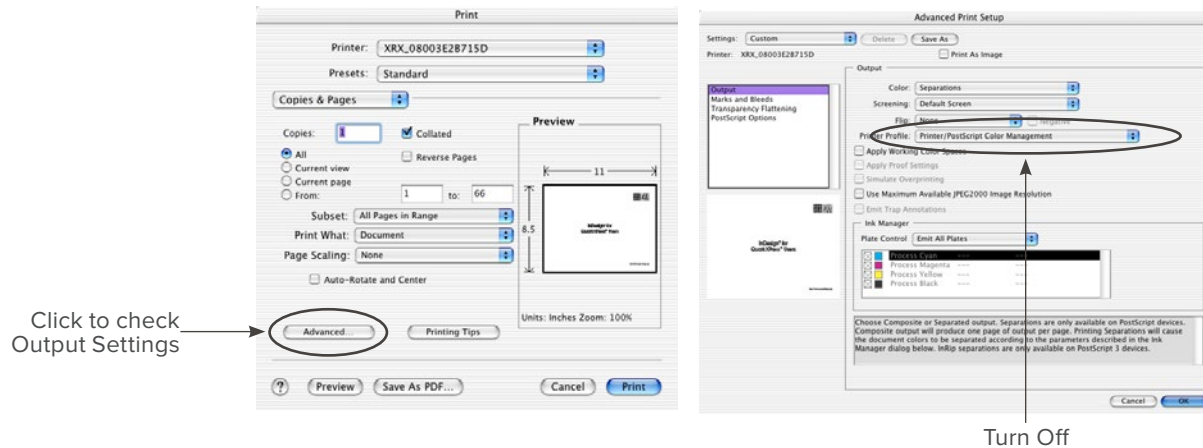 Print
Printer: XRX_08003E2B715D
Presets: Standard
Copies & Pages
Copies: 1
Collated
All
Reverse Pages
Current view
Current page
From: 1 to: 66
Subset: All Pages in Range
Print What: Document
Page Scaling: None
Auto-Rotate and Center
Preview
11
8.5
InDesign® for
QuarkXPress® Users
Units: Inches Zoom: 100%
Advanced...
Printing Tips
? Preview Save As PDF... Cancel Print
Click to check
Output Settings
Advanced Print Setup
Settings: Custom Delete Save As
Printer: XRX_08003E2B715D Print As Image
Output
Marks and Bleeds
Transparency Flattening
PostScript Options
InDesign® for
QuarkXPress® Users
Output
Color: Separations
Screening: Default Screen
Flip: None Negative
Printer Profile: Printer/PostScript Color Management
Apply Working Color Spaces
Apply Proof Settings
Simulate Overprinting
Use Maximum Available JPEG2000 Image Resolution
Emit Trap Annotations
Ink Manager
Plate Control Emit All Plates
Process Cyan --- ---
Process Magenta --- ---
Process Yellow --- ---
Process Black --- ---
Choose Composite or Separated output. Separations are only available on PostScript devices.
Composite output will produce one page of output per page. Printing Separations will cause
the document colors to be separated according to the parameters described in the Ink
Manager dialog below. InRip separations are only available on PostScript 3 devices.
Cancel OK
Turn Off